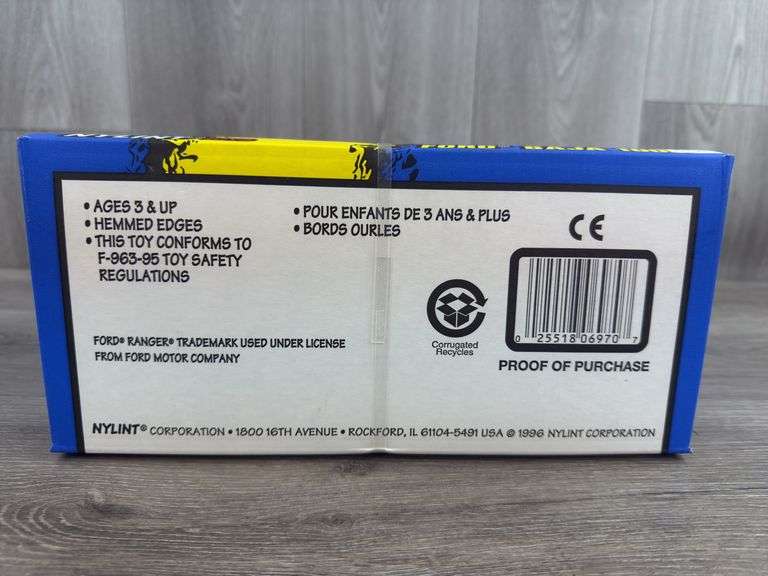 NYLINT
• AGES 3 & UP
• HEMMED EDGES
• THIS TOY CONFORMS TO
F-963-95 TOY SAFETY
REGULATIONS
• POUR ENFANTS DE 3 ANS & PLUS
• BORDS OURLES
CE
FORD® RANGER® TRADEMARK USED UNDER LICENSE
FROM FORD MOTOR COMPANY
Corrugated
Recycles
0 25518 06970 7
PROOF OF PURCHASE
NYLINT® CORPORATION • 1800 16TH AVENUE • ROCKFORD, IL 61104-5491 USA © 1996 NYLINT CORPORATION